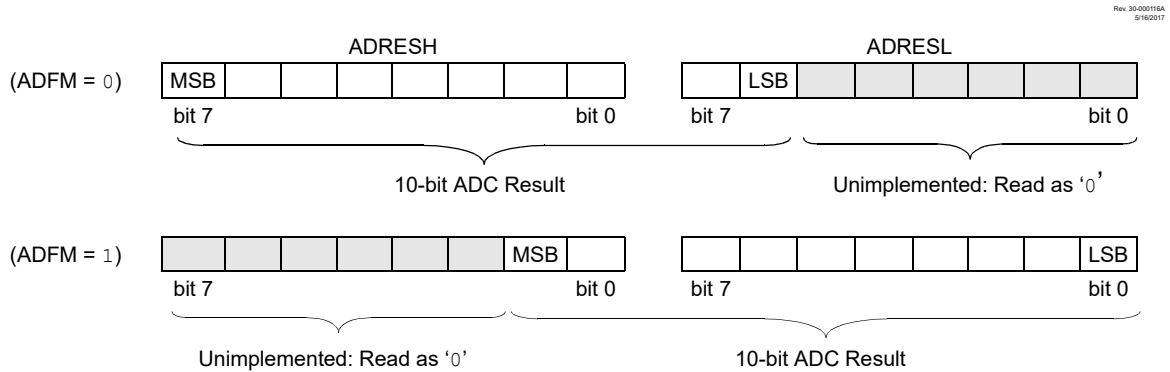 Rev. 30-000116A
5/16/2017
ADRESH ADRESL
(ADFM = 0) MSB LSB
bit 7 bit 0 bit 7 bit 0
10-bit ADC Result Unimplemented: Read as ‘0’
(ADFM = 1) MSB LSB
bit 7 bit 0 bit 7 bit 0
Unimplemented: Read as ‘0’ 10-bit ADC Result